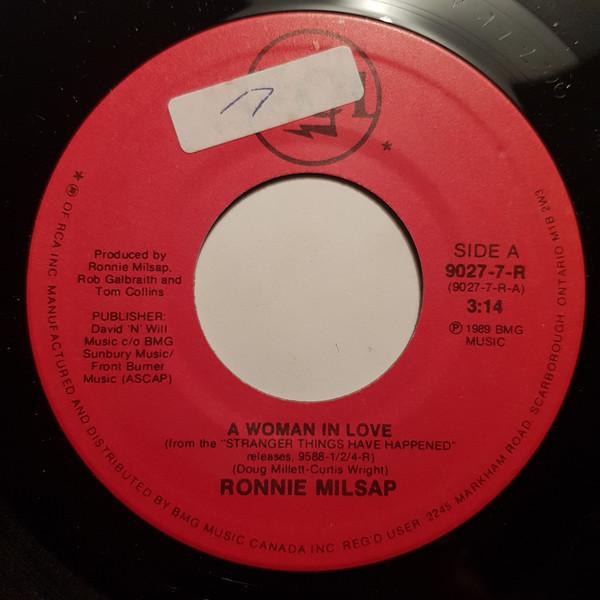 Produced by
Ronnie Milsap,
Rob Galbraith and
Tom Collins
PUBLISHER:
David 'N' Will
Music c/o BMG
Sunbury Music/
Front Burner
Music (ASCAP)
SIDE A
9027-7-R
(9027-7-R-A)
3:14
Ⓟ 1989 BMG
MUSIC
A WOMAN IN LOVE
(from the "STRANGER THINGS HAVE HAPPENED"
releases, 9588-1/2/4-R)
(Doug Millett-Curtis Wright)
RONNIE MILSAP
* ® OF RCA INC. MANUFACTURED AND DISTRIBUTED BY BMG MUSIC CANADA INC. REG'D USER. 2245 MARKHAM ROAD, SCARBOROUGH, ONTARIO M1B 2W3
*